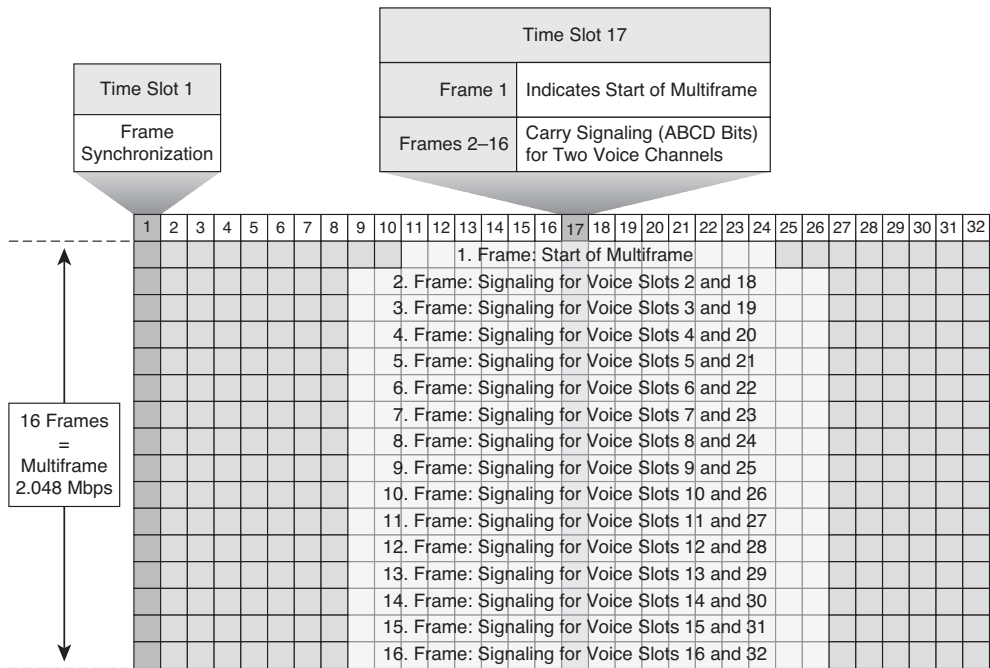 Time Slot 17
Time Slot 1
Frame 1 Indicates Start of Multiframe
Frame
Synchronization
Frames 2–16 Carry Signaling (ABCD Bits)
for Two Voice Channels
1 2 3 4 5 6 7 8 9 10 11 12 13 14 15 16 17 18 19 20 21 22 23 24 25 26 27 28 29 30 31 32
1. Frame: Start of Multiframe
2. Frame: Signaling for Voice Slots 2 and 18
3. Frame: Signaling for Voice Slots 3 and 19
4. Frame: Signaling for Voice Slots 4 and 20
5. Frame: Signaling for Voice Slots 5 and 21
6. Frame: Signaling for Voice Slots 6 and 22
7. Frame: Signaling for Voice Slots 7 and 23
8. Frame: Signaling for Voice Slots 8 and 24
9. Frame: Signaling for Voice Slots 9 and 25
10. Frame: Signaling for Voice Slots 10 and 26
11. Frame: Signaling for Voice Slots 11 and 27
12. Frame: Signaling for Voice Slots 12 and 28
13. Frame: Signaling for Voice Slots 13 and 29
14. Frame: Signaling for Voice Slots 14 and 30
15. Frame: Signaling for Voice Slots 15 and 31
16. Frame: Signaling for Voice Slots 16 and 32
16 Frames
=
Multiframe
2.048 Mbps